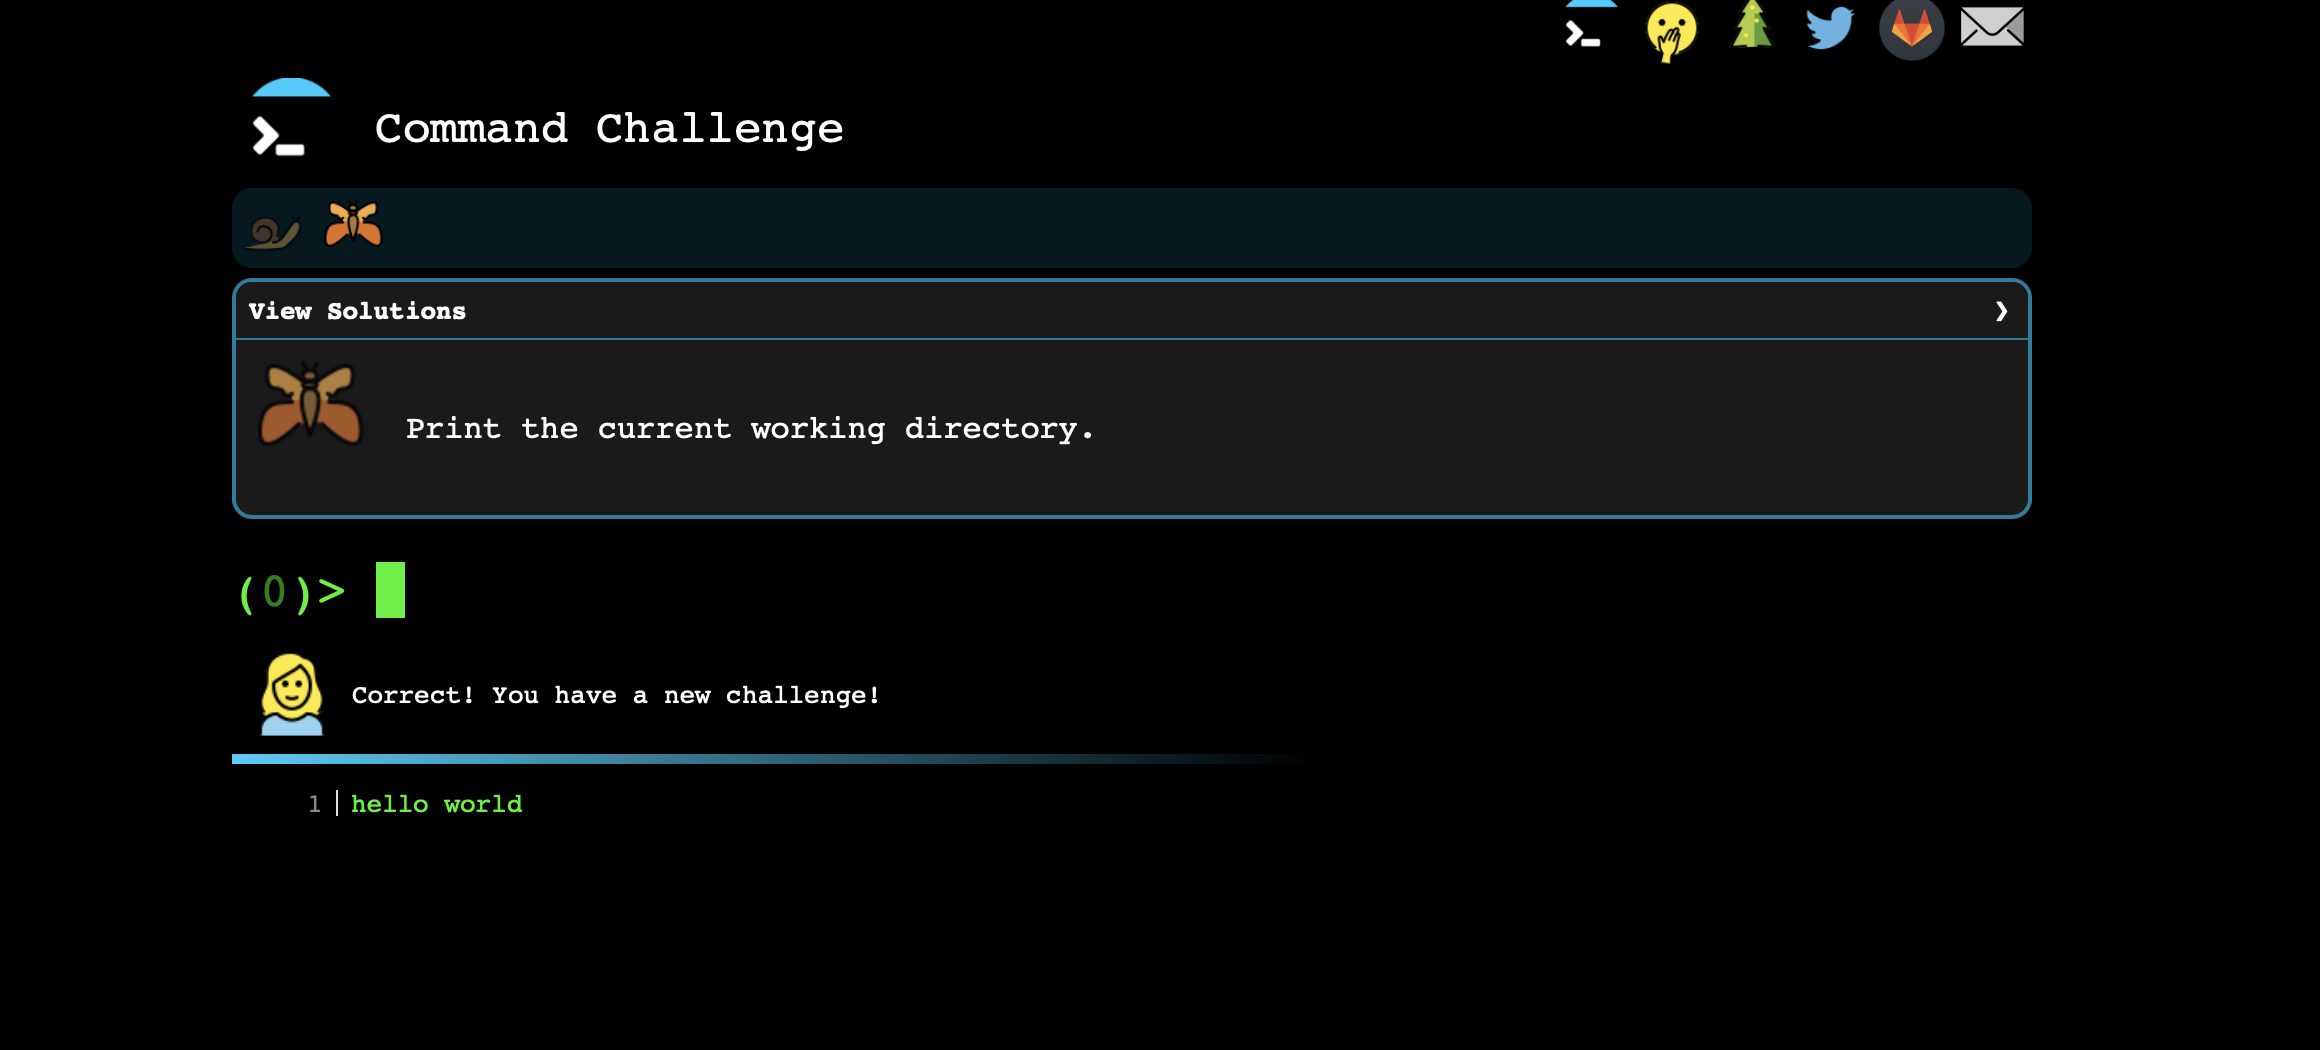 Command Challenge
View Solutions ❯
Print the current working directory.
(0)>
Correct! You have a new challenge!
1 hello world